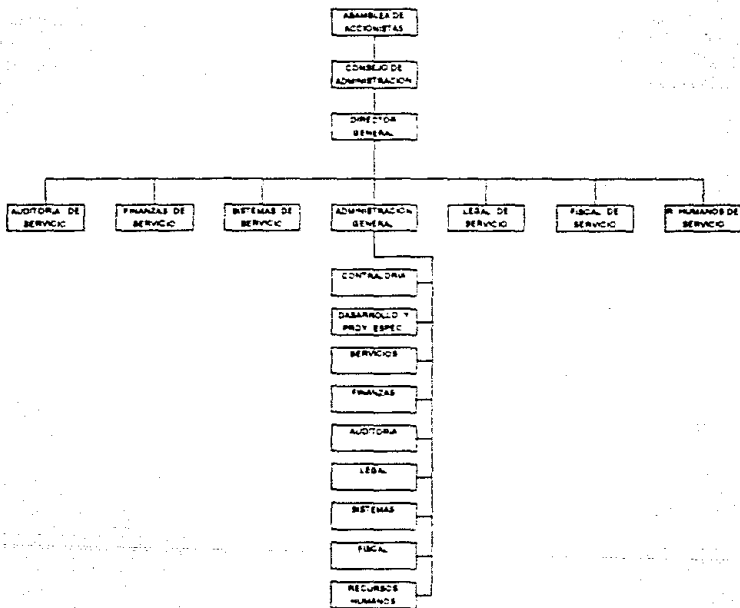 ASAMBLEA DE
ACCIONISTAS
CONSEJO DE
ADMINISTRACION
DIRECTOR
GENERAL
AUDITORIA DE
SERVICIO
FINANZAS DE
SERVICIO
SISTEMAS DE
SERVICIO
ADMINISTRACION
GENERAL
LEGAL DE
SERVICIO
FISCAL DE
SERVICIO
R. HUMANOS DE
SERVICIO
CONTRALORIA
DASARROLLO Y
PROY. ESPEC
SERVICIOS
FINANZAS
AUDITORIA
LEGAL
SISTEMAS
FISCAL
RECURSOS
HUMANOS